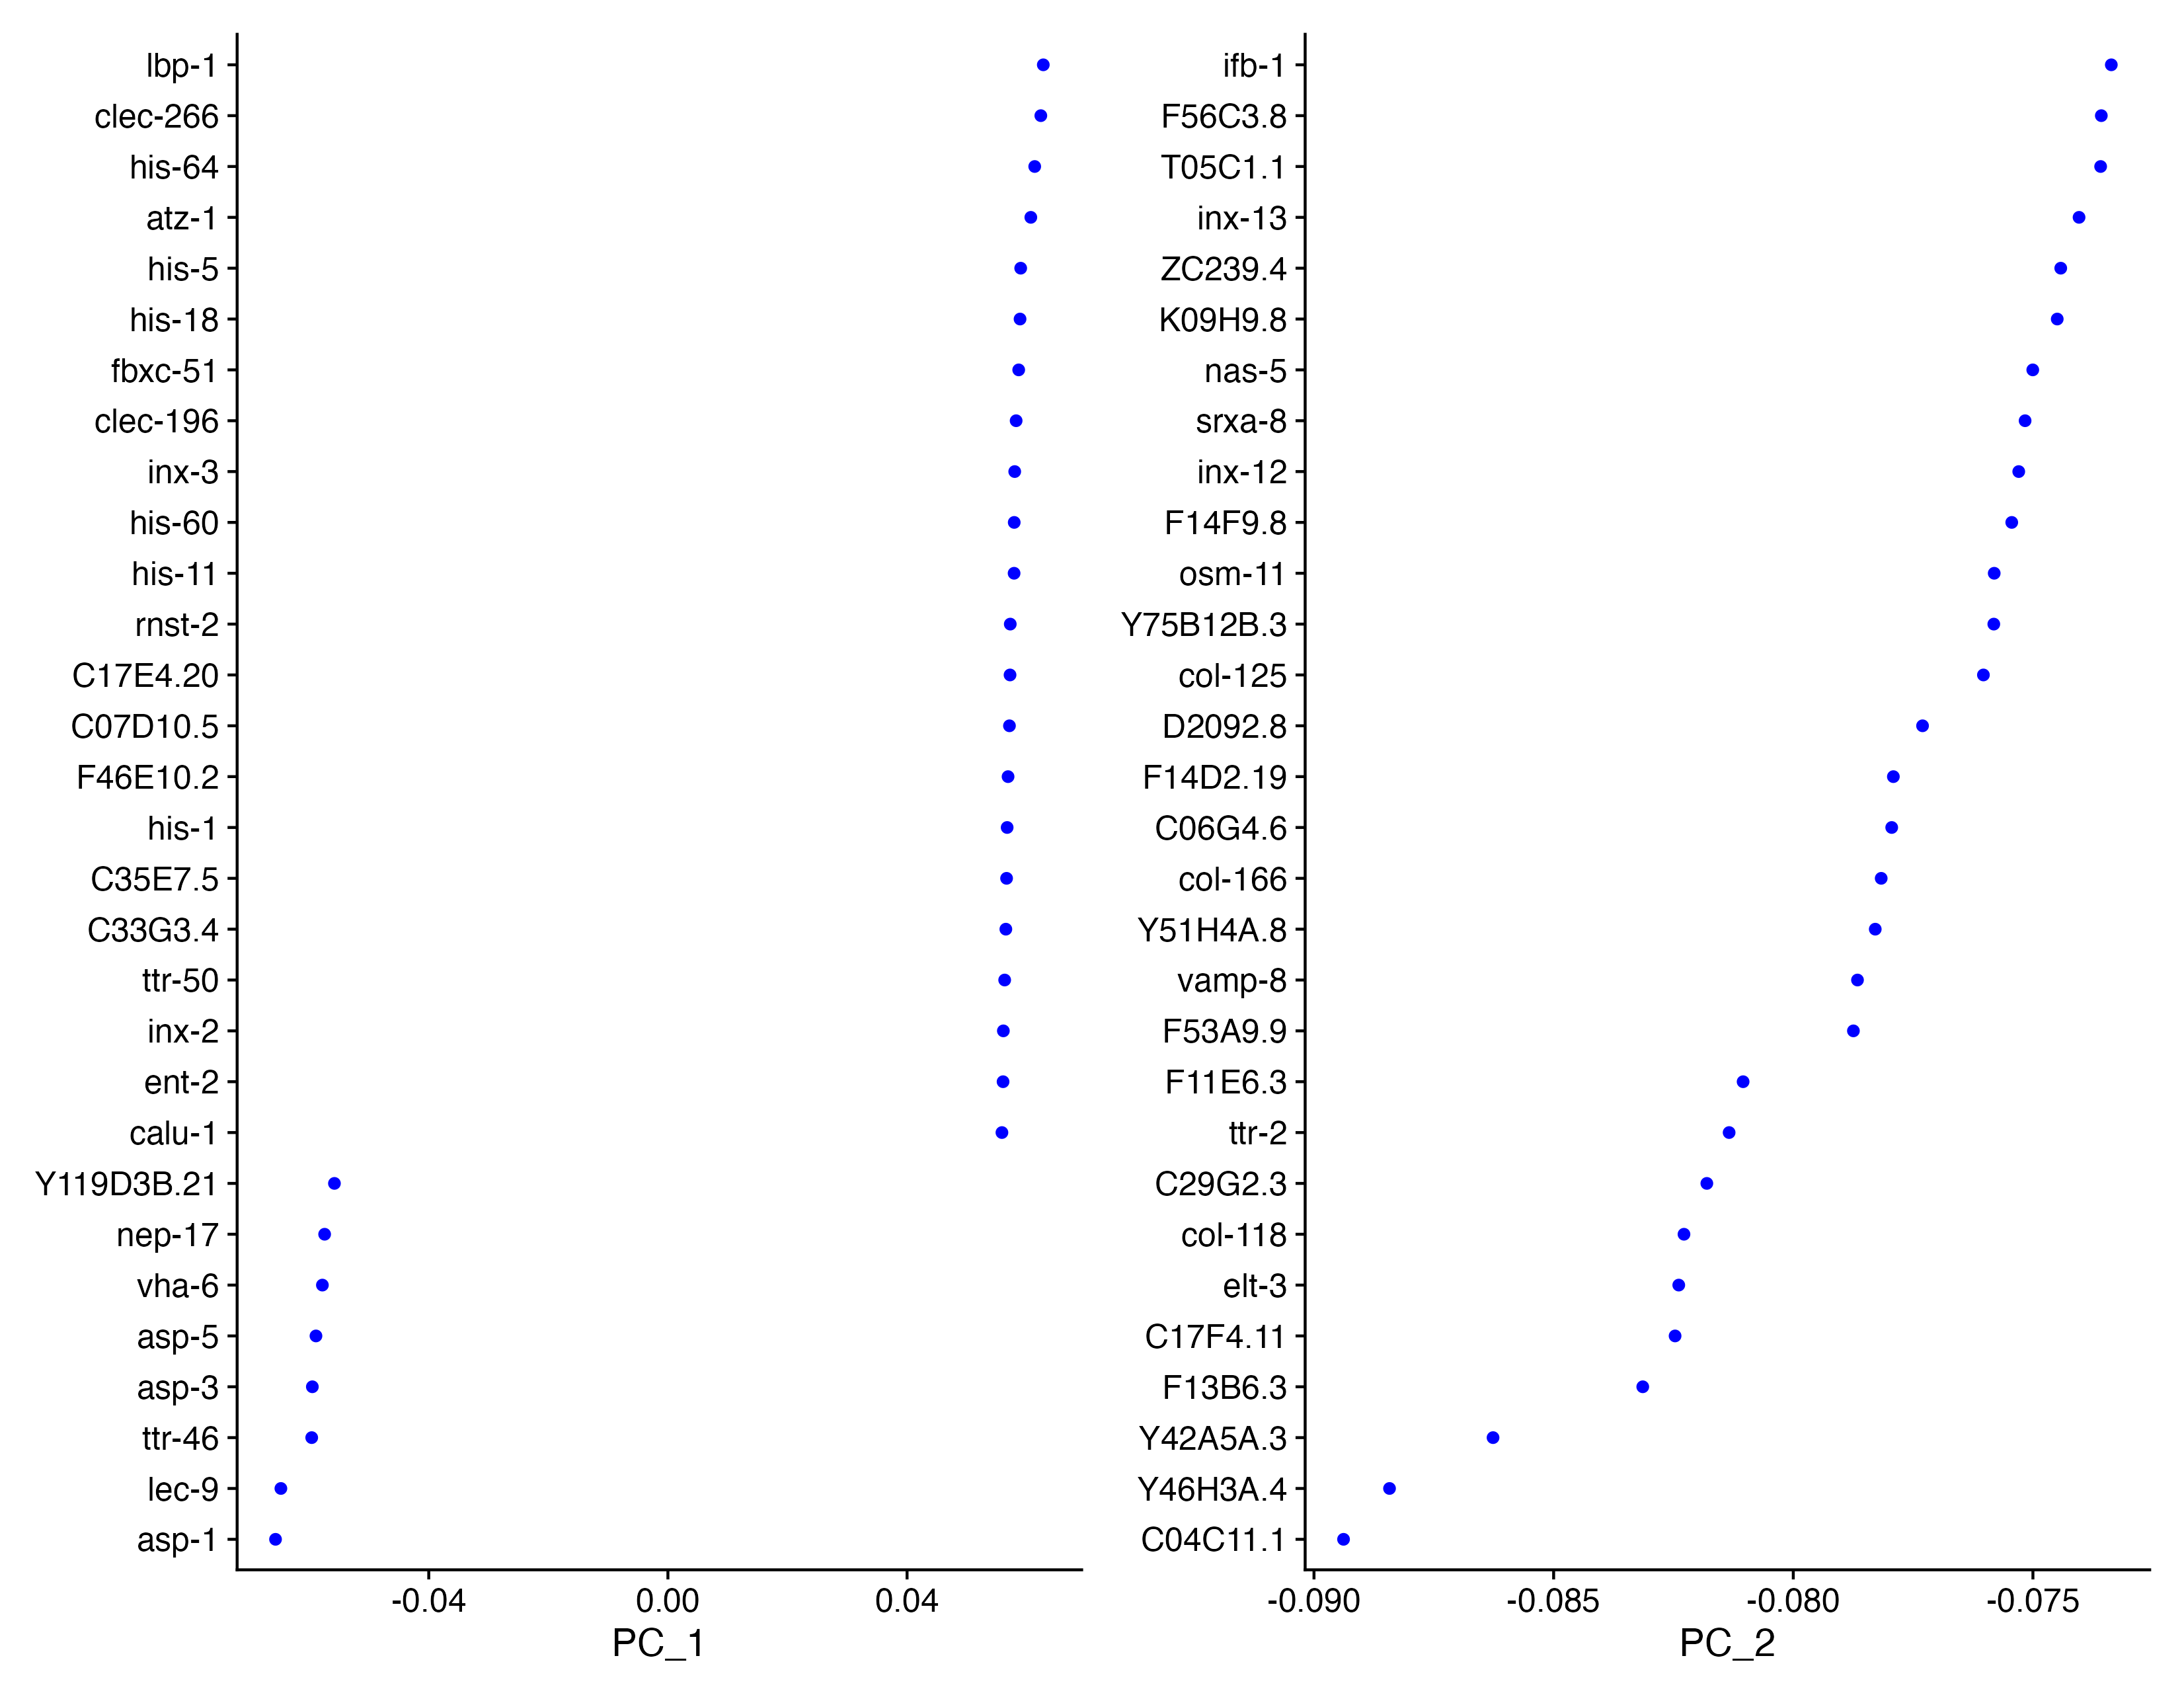 lbp-1
clec-266
his-64
atz-1
his-5
his-18
fbxc-51
clec-196
inx-3
his-60
his-11
rnst-2
C17E4.20
C07D10.5
F46E10.2
his-1
C35E7.5
C33G3.4
ttr-50
inx-2
ent-2
calu-1
Y119D3B.21
nep-17
vha-6
asp-5
asp-3
ttr-46
lec-9
asp-1
-0.04 0.00 0.04
PC_1
ifb-1
F56C3.8
T05C1.1
inx-13
ZC239.4
K09H9.8
nas-5
srxa-8
inx-12
F14F9.8
osm-11
Y75B12B.3
col-125
D2092.8
F14D2.19
C06G4.6
col-166
Y51H4A.8
vamp-8
F53A9.9
F11E6.3
ttr-2
C29G2.3
col-118
elt-3
C17F4.11
F13B6.3
Y42A5A.3
Y46H3A.4
C04C11.1
-0.090 -0.085 -0.080 -0.075
PC_2